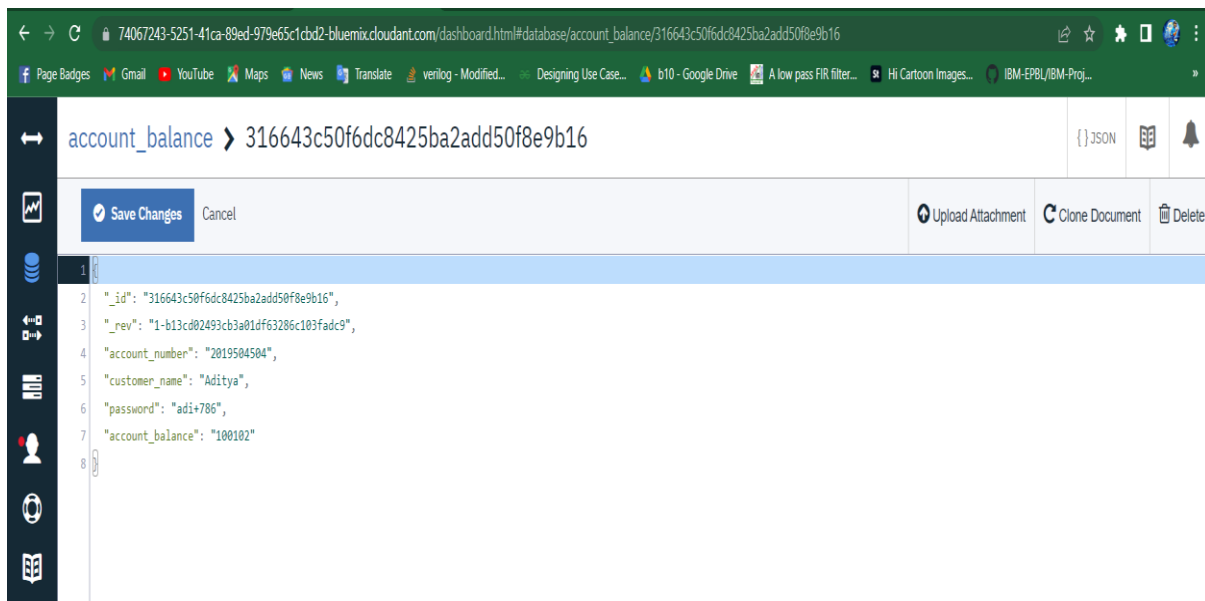 74067243-5251-41ca-89ed-979e65c1cbd2-bluemix.cloudant.com/dashboard.html#database/account_balance/316643c50f6dc8425ba2add50f8e9b16
Page Badges Gmail YouTube Maps News Translate verilog - Modified... Designing Use Case... b10 - Google Drive A low pass FIR filter... Hi Cartoon Images... IBM-EPBL/IBM-Proj... »
account_balance > 316643c50f6dc8425ba2add50f8e9b16 { } JSON
Save Changes Cancel Upload Attachment Clone Document Delete
1 {
2 "_id": "316643c50f6dc8425ba2add50f8e9b16",
3 "_rev": "1-b13cd02493cb3a01df63286c103fadc9",
4 "account_number": "2019504504",
5 "customer_name": "Aditya",
6 "password": "adi+786",
7 "account_balance": "100102"
8 }